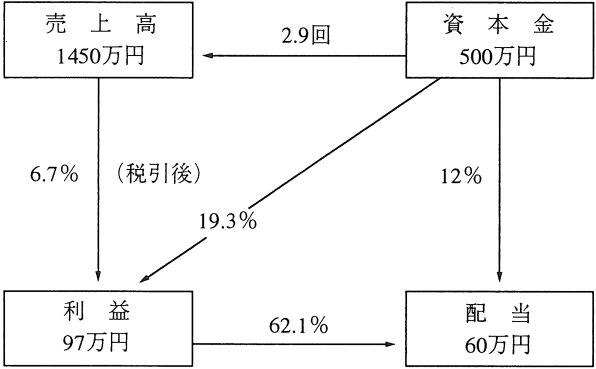 売上高
1450万円
2.9回
資本金
500万円
6.7%
(税引後)
19.3%
12%
利益
97万円
62.1%
配当
60万円